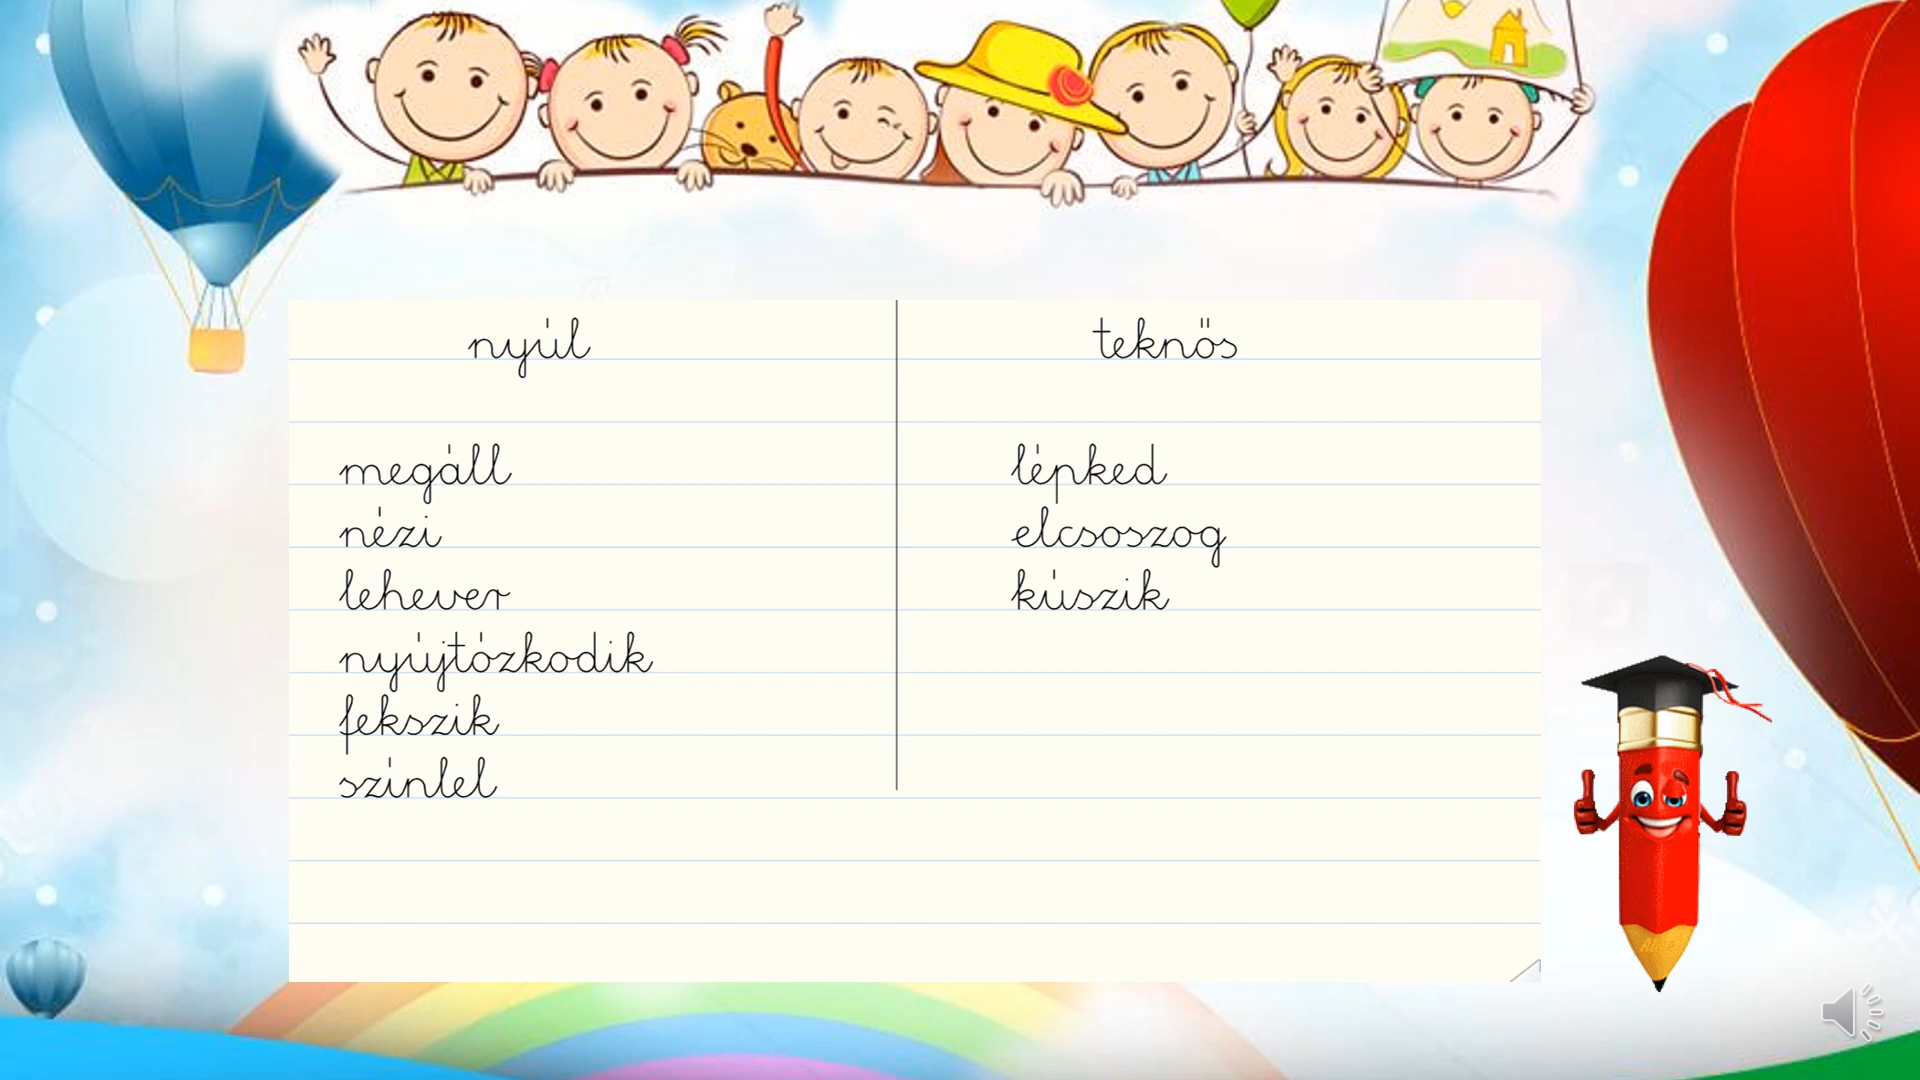 nyúl teknős
megáll lépked
nézi elcsoszog
lehever kúszik
nyújtózkodik
fekszik
színlel